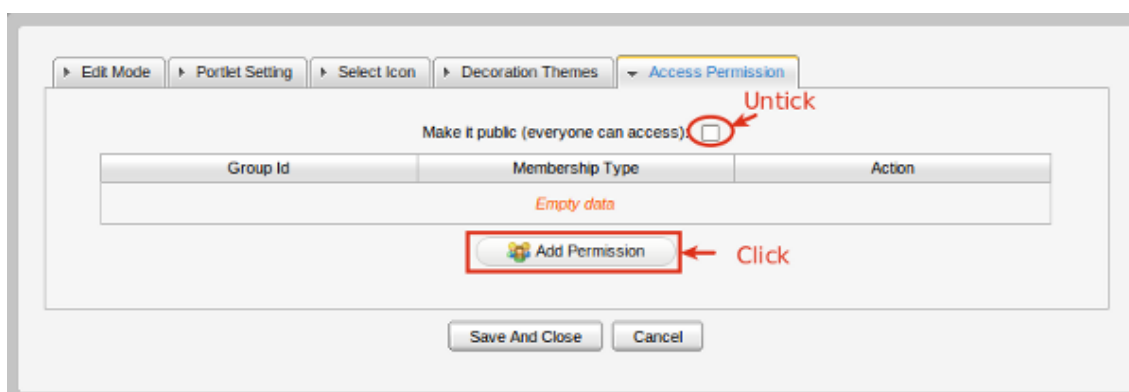 Edit Mode Portlet Setting Select Icon Decoration Themes Access Permission
Untick
Make it public (everyone can access):
Group Id Membership Type Action
Empty data
Add Permission Click
Save And Close Cancel